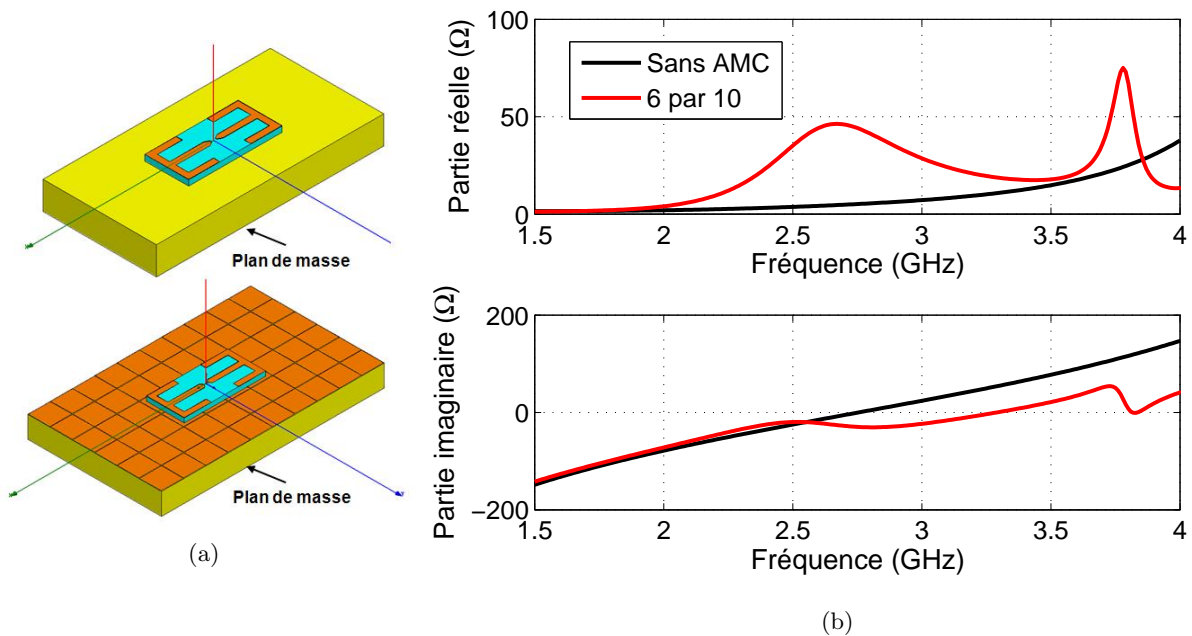 Plan de masse
Plan de masse
(a)
100
50
0
Partie réelle (Ω)
Sans AMC
6 par 10
1.5 2 2.5 3 3.5 4
Fréquence (GHz)
200
0
−200
Partie imaginaire (Ω)
1.5 2 2.5 3 3.5 4
Fréquence (GHz)
(b)